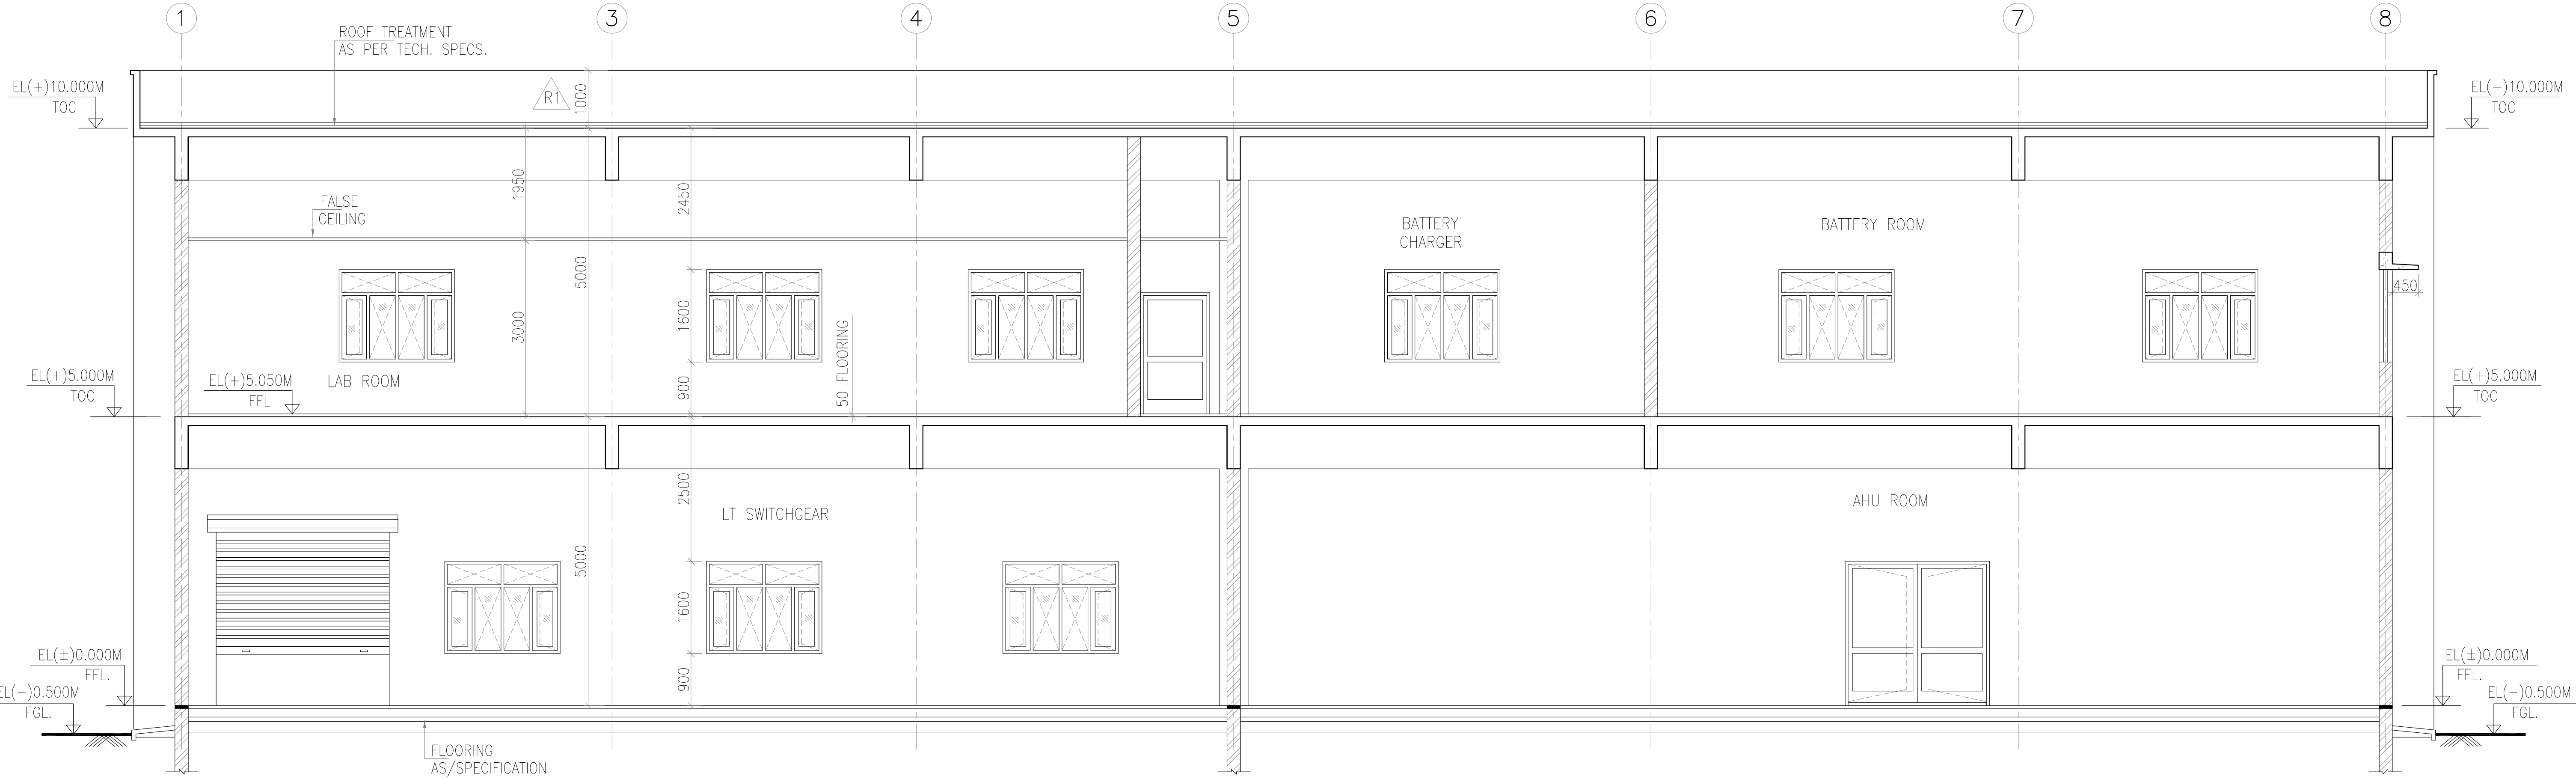 1
3
4
5
6
7
8
ROOF TREATMENT
AS PER TECH. SPECS.
EL(+)10.000M
TOC
R1
1000
EL(+)10.000M
TOC
1950
2450
FALSE
CEILING
5000
BATTERY
CHARGER
BATTERY ROOM
3000
1600
450
50 FLOORING
900
EL(+)5.000M
TOC
EL(+)5.050M
FFL
LAB ROOM
EL(+)5.000M
TOC
2500
LT SWITCHGEAR
AHU ROOM
5000
1600
900
EL(±)0.000M
FFL.
EL(−)0.500M
FGL.
EL(±)0.000M
FFL.
EL(−)0.500M
FGL.
FLOORING
AS/SPECIFICATION